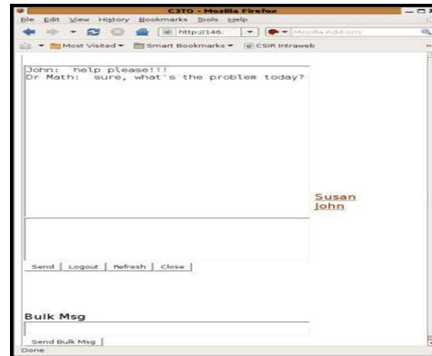 C3TO - Mozilla Firefox
File Edit View History Bookmarks Tools Help
http://146. Mozilla Add-ons
Most Visited Smart Bookmarks CSIR Intraweb
John: help please!!!
Dr Math: sure, what's the problem today?
Susan
John
Send Logout Refresh Close
Bulk Msg
Send Bulk Msg
Done